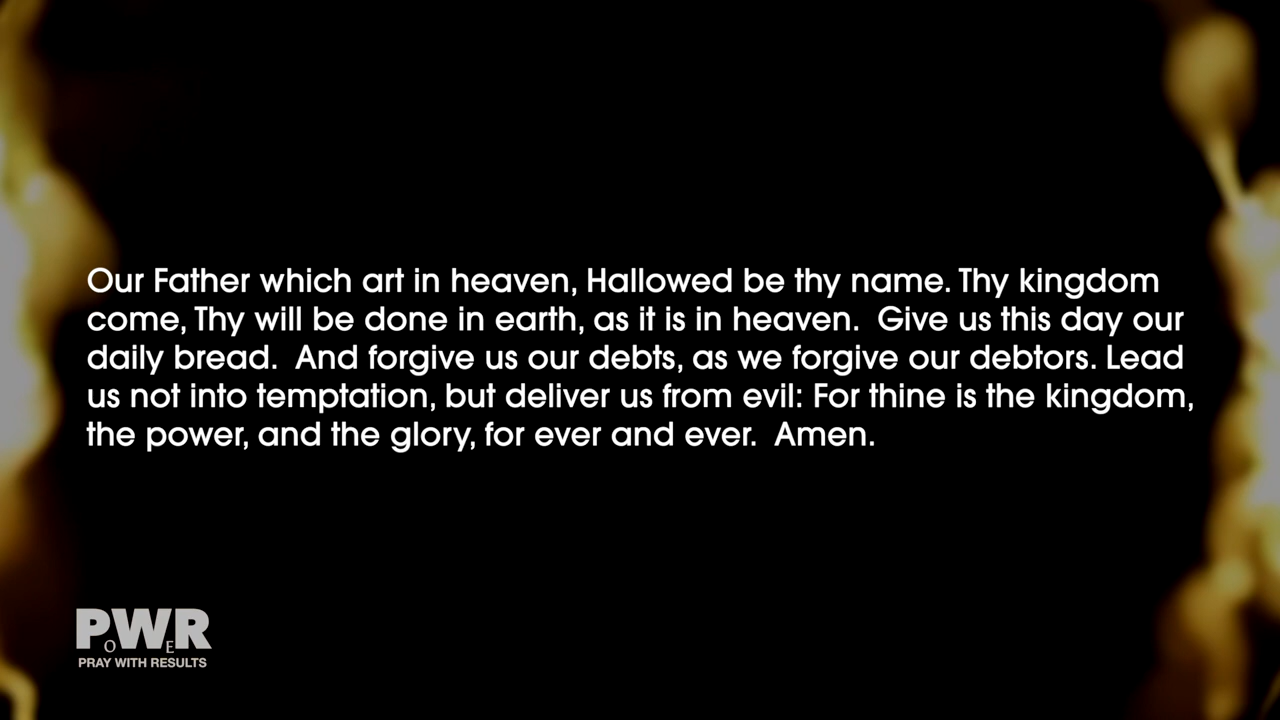 Our Father which art in heaven, Hallowed be thy name. Thy kingdom
come, Thy will be done in earth, as it is in heaven.  Give us this day our
daily bread.  And forgive us our debts, as we forgive our debtors. Lead
us not into temptation, but deliver us from evil: For thine is the kingdom,
the power, and the glory, for ever and ever.  Amen.
PoWER
PRAY WITH RESULTS